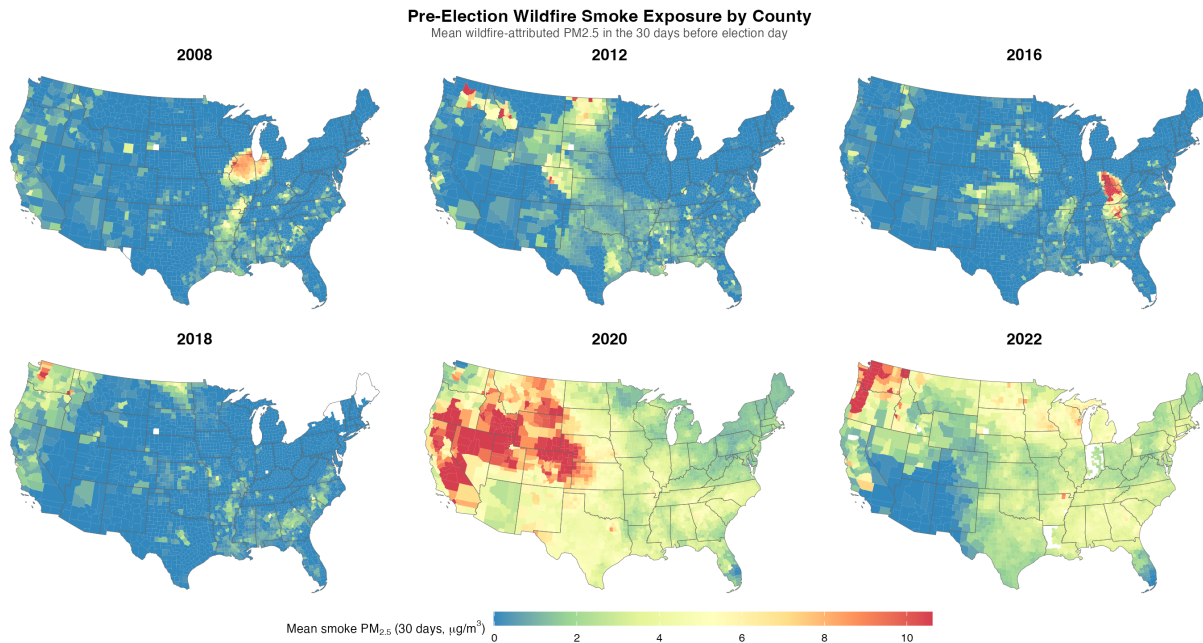 Pre-Election Wildfire Smoke Exposure by County
Mean wildfire-attributed PM2.5 in the 30 days before election day
2008
2012
2016
2018
2020
2022
Mean smoke PM₂.₅ (30 days, μg/m³)
0 2 4 6 8 10